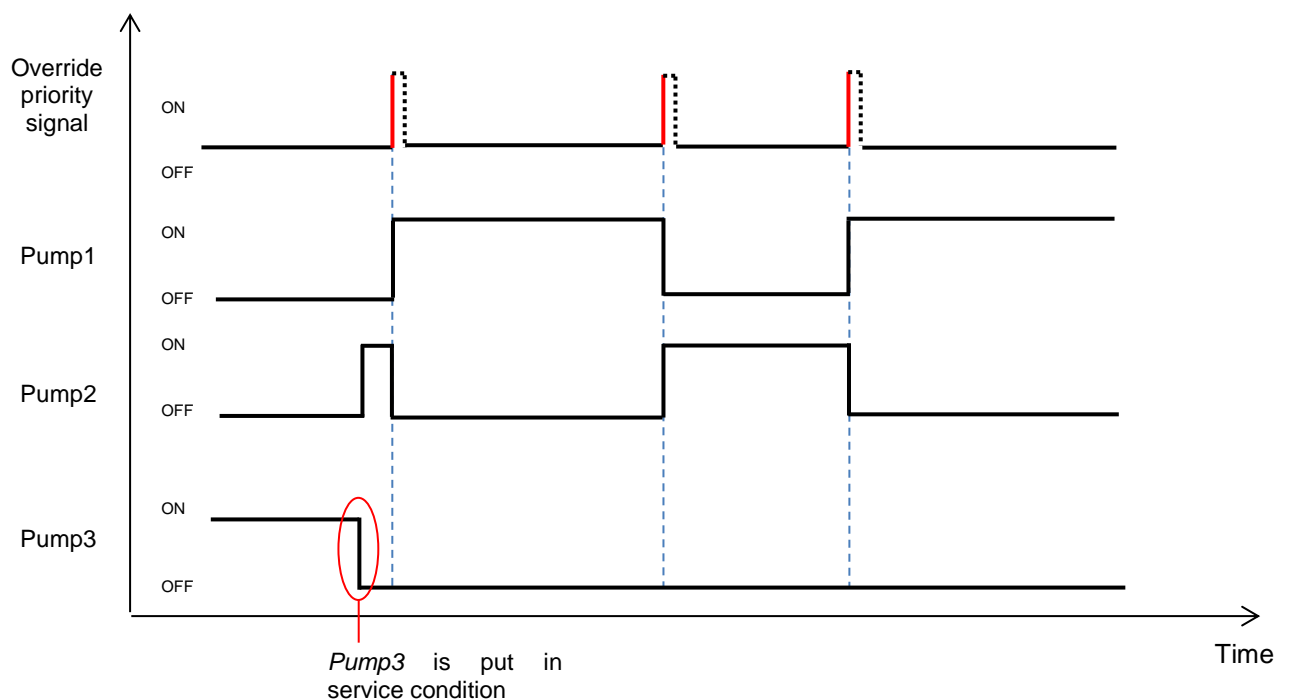 Override
priority
signal
ON
OFF
Pump1
ON
OFF
Pump2
ON
OFF
Pump3
ON
OFF
Time
Pump3 is put in
service condition